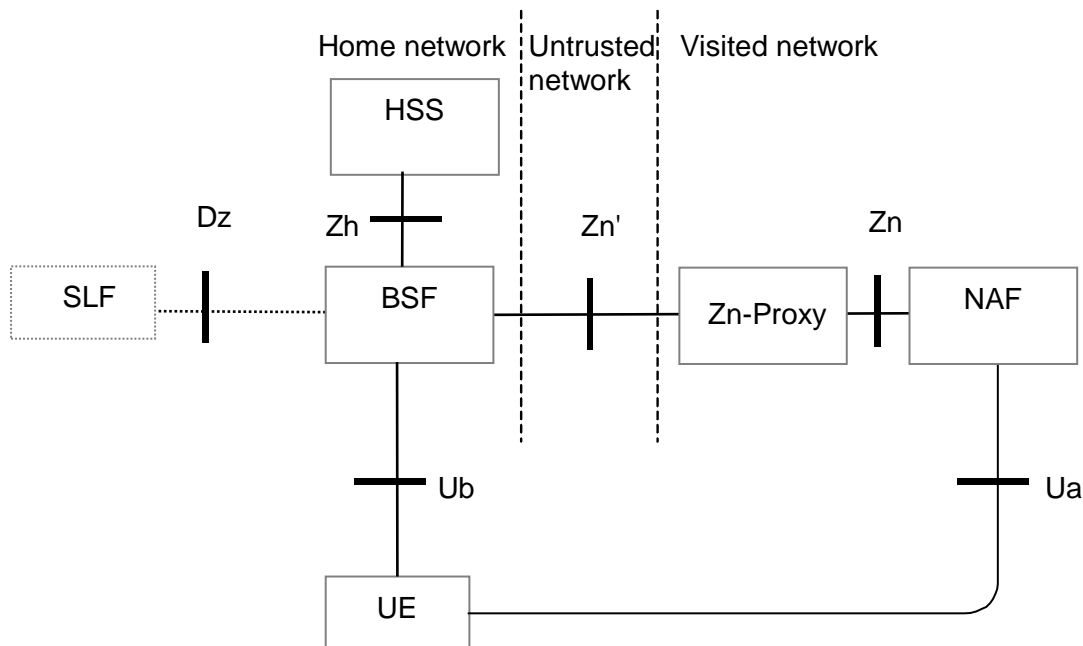 Home network
Untrusted
network
Visited network
HSS
Dz
Zh
Zn'
Zn
SLF
BSF
Zn-Proxy
NAF
Ub
Ua
UE